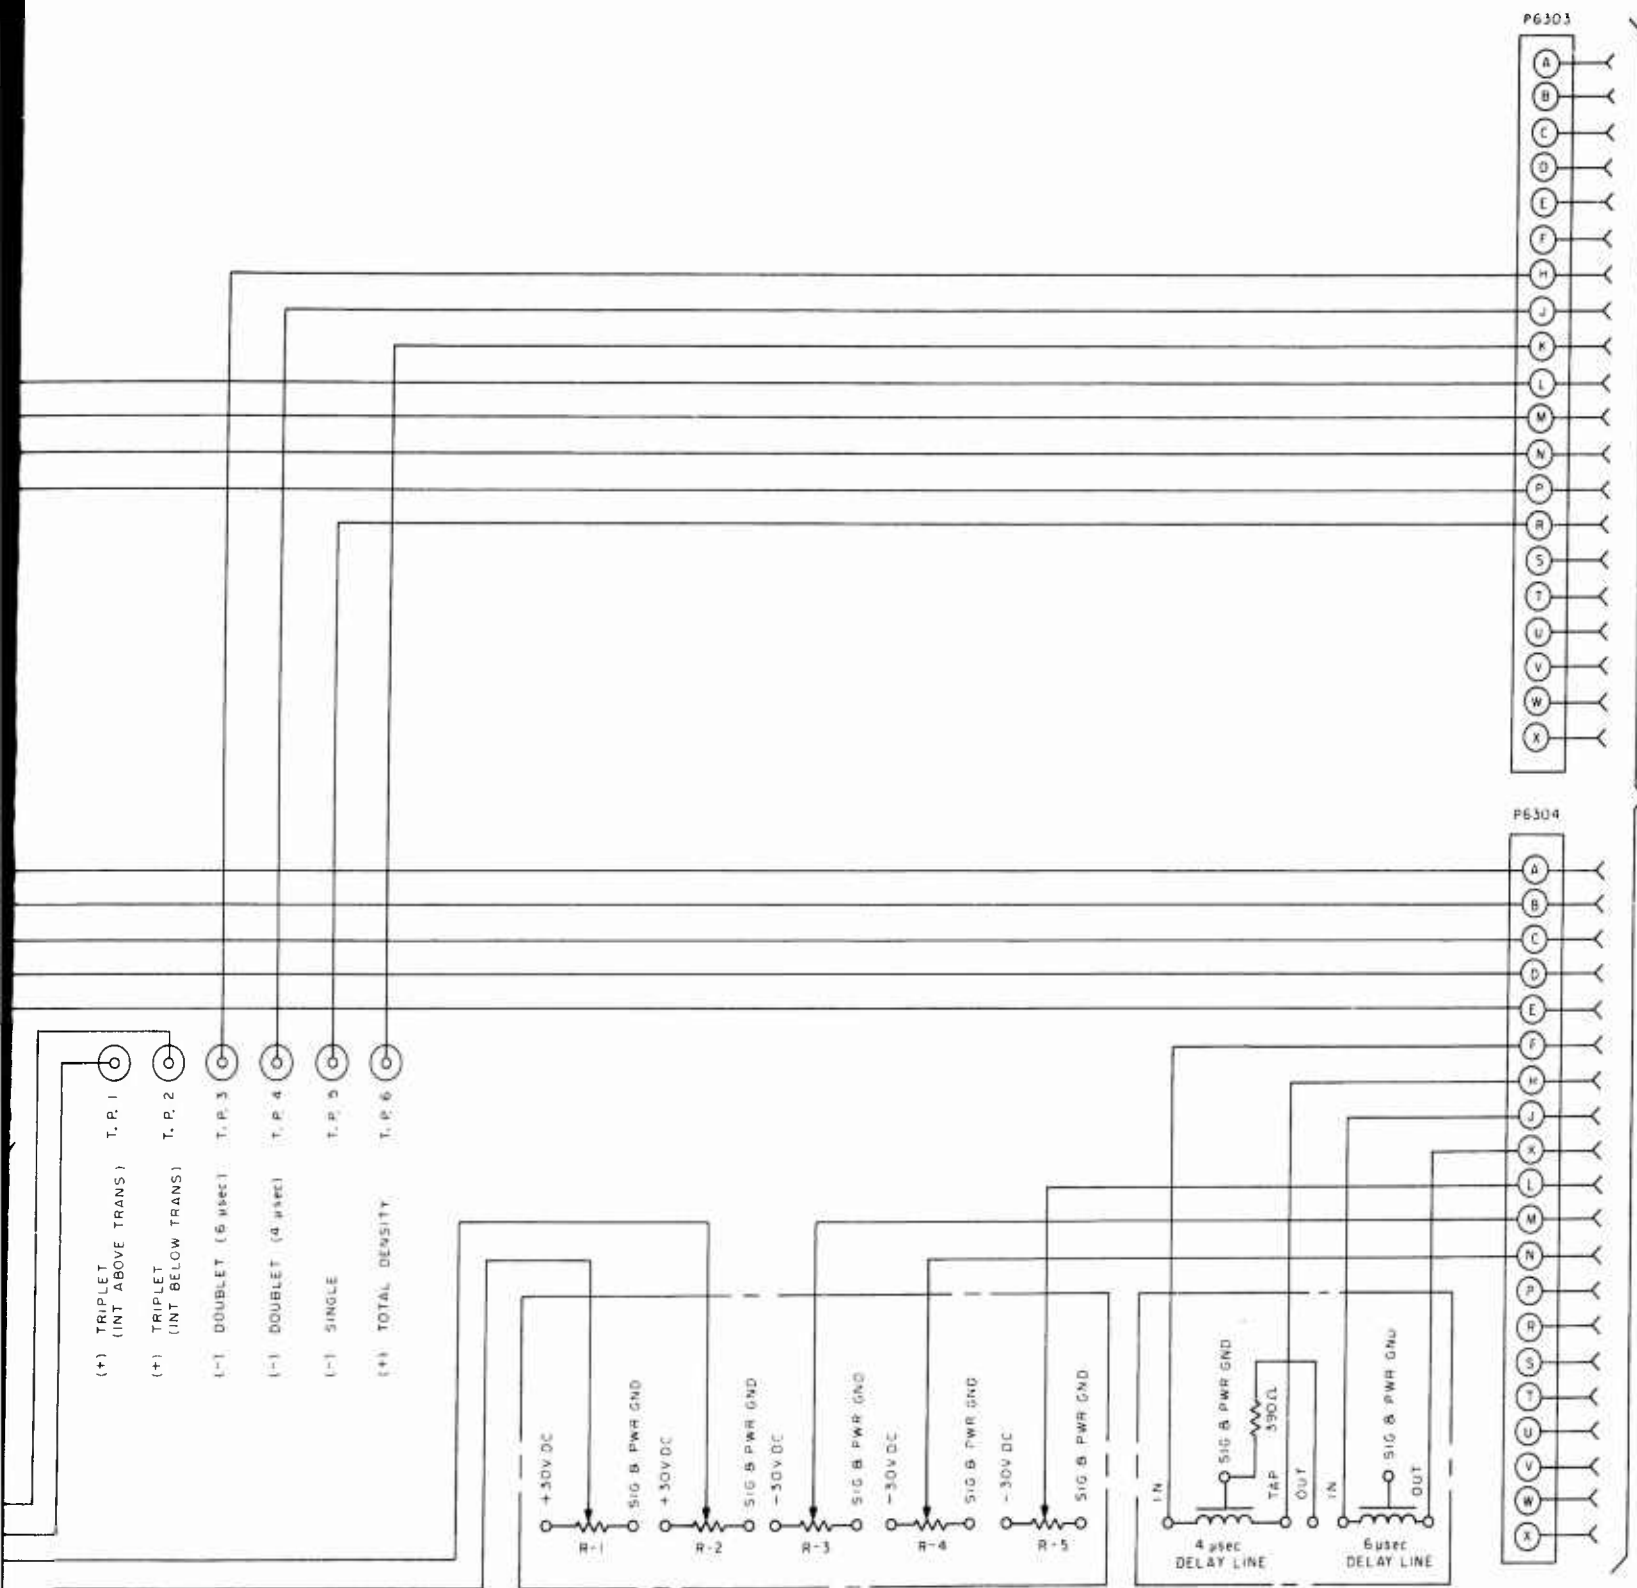 P6303
A
B
C
D
E
F
H
J
K
L
M
N
P
R
S
T
U
V
W
X
P6304
A
B
C
D
E
F
H
J
K
L
M
N
P
R
S
T
U
V
W
X
(+) TRIPLET T. P. 1
(INT ABOVE TRANS)
(+) TRIPLET T. P. 2
(INT BELOW TRANS)
(-) DOUBLET (6 µsec) T. P. 3
(-) DOUBLET (4 µsec) T. P. 4
(-) SINGLE T. P. 5
(+) TOTAL DENSITY T. P. 6
+30V DC
SIG & PWR GND
R-1
+30V DC
SIG & PWR GND
R-2
-30V DC
SIG & PWR GND
R-3
-30V DC
SIG & PWR GND
R-4
-30V DC
SIG & PWR GND
R-5
IN
SIG & PWR GND
390Ω
TAP
OUT
4 µsec
DELAY LINE
IN
SIG & PWR GND
OUT
6µsec
DELAY LINE